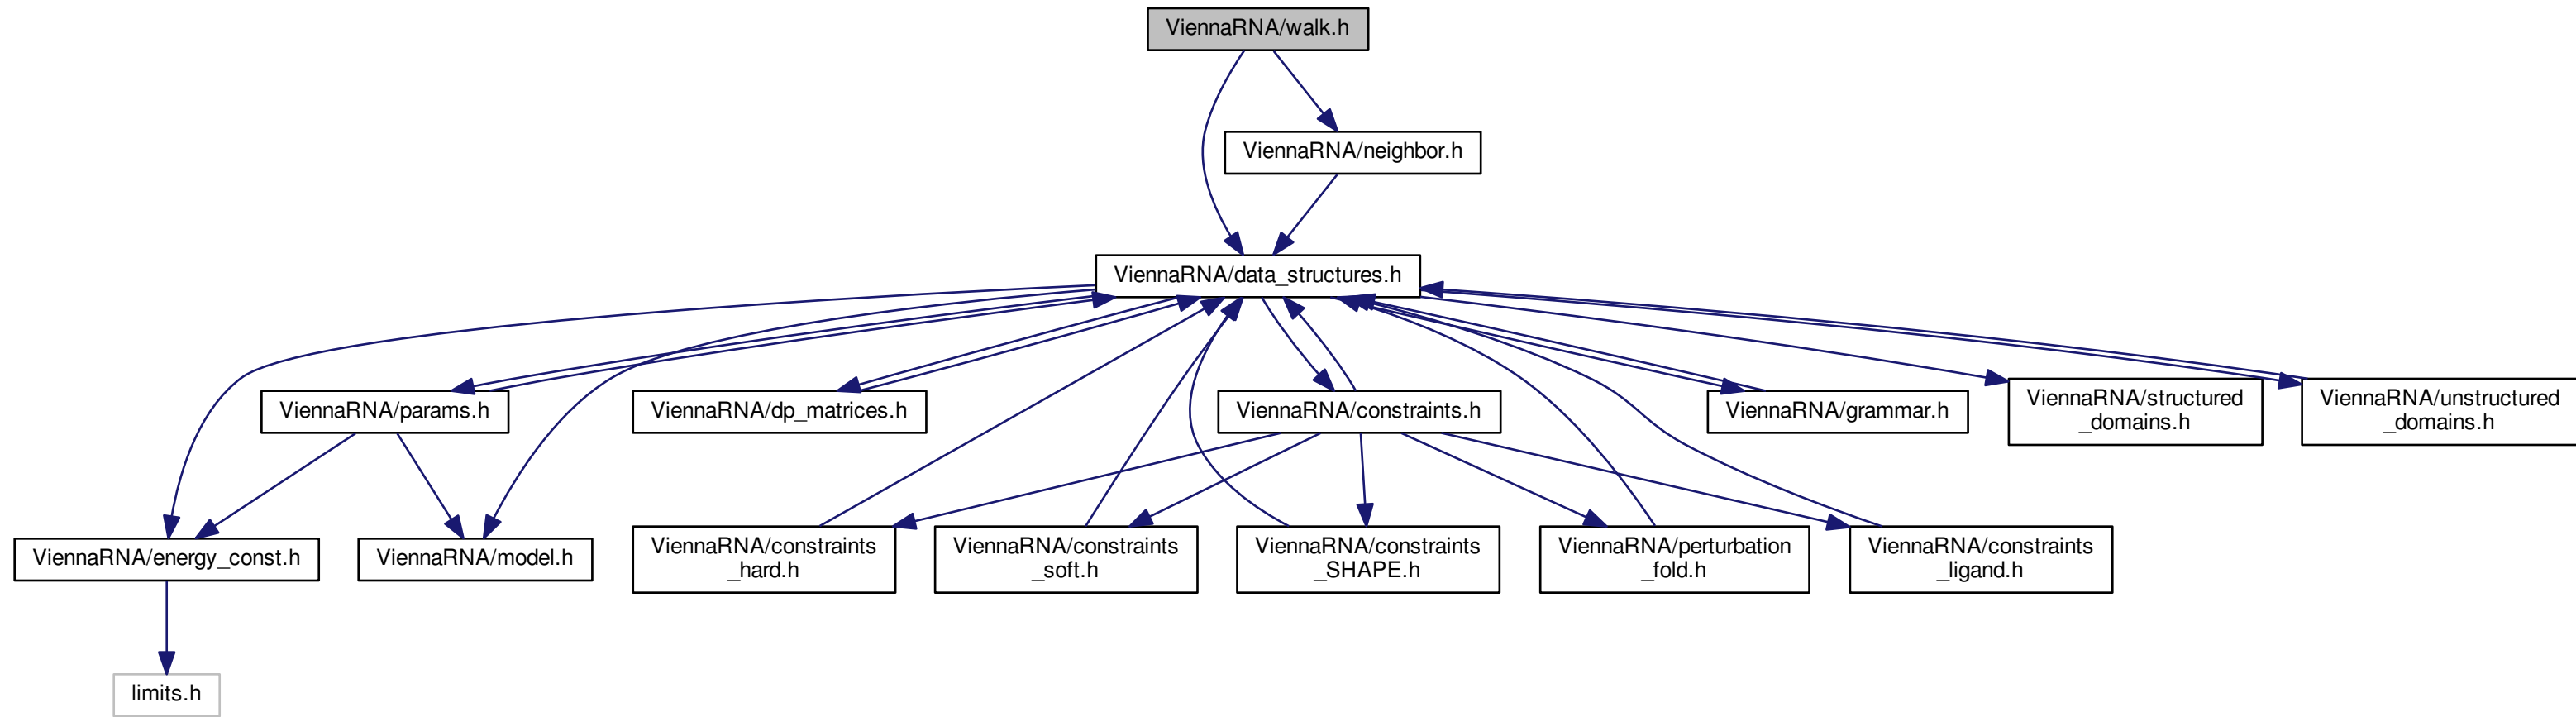 ViennaRNA/walk.h
ViennaRNA/neighbor.h
ViennaRNA/data_structures.h
ViennaRNA/params.h
ViennaRNA/dp_matrices.h
ViennaRNA/constraints.h
ViennaRNA/grammar.h
ViennaRNA/structured
_domains.h
ViennaRNA/unstructured
_domains.h
ViennaRNA/energy_const.h
ViennaRNA/model.h
ViennaRNA/constraints
_hard.h
ViennaRNA/constraints
_soft.h
ViennaRNA/constraints
_SHAPE.h
ViennaRNA/perturbation
_fold.h
ViennaRNA/constraints
_ligand.h
limits.h